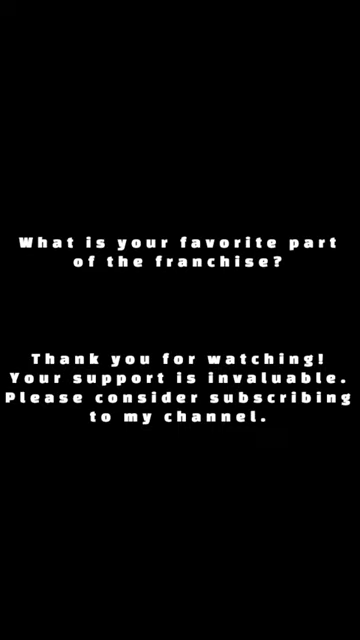 What is your favorite part
of the franchise?
Thank you for watching!
Your support is invaluable.
Please consider subscribing
to my channel.